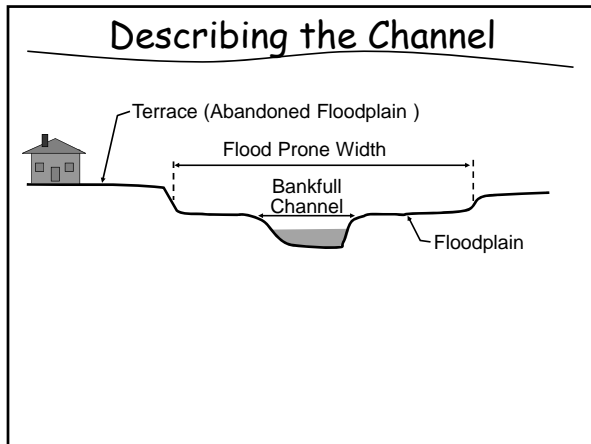 Describing the Channel
Terrace (Abandoned Floodplain )
Flood Prone Width
Bankfull
Channel
Floodplain